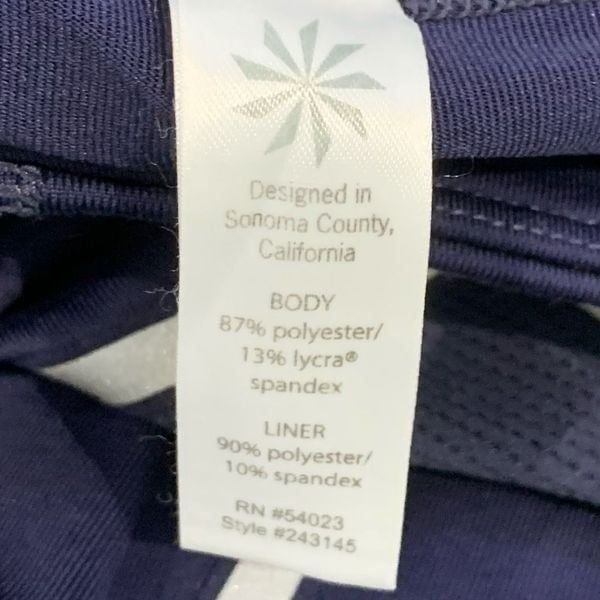 Designed in
Sonoma County,
California
BODY
87% polyester/
13% lycra®
spandex
LINER
90% polyester/
10% spandex
RN #54023
Style #243145